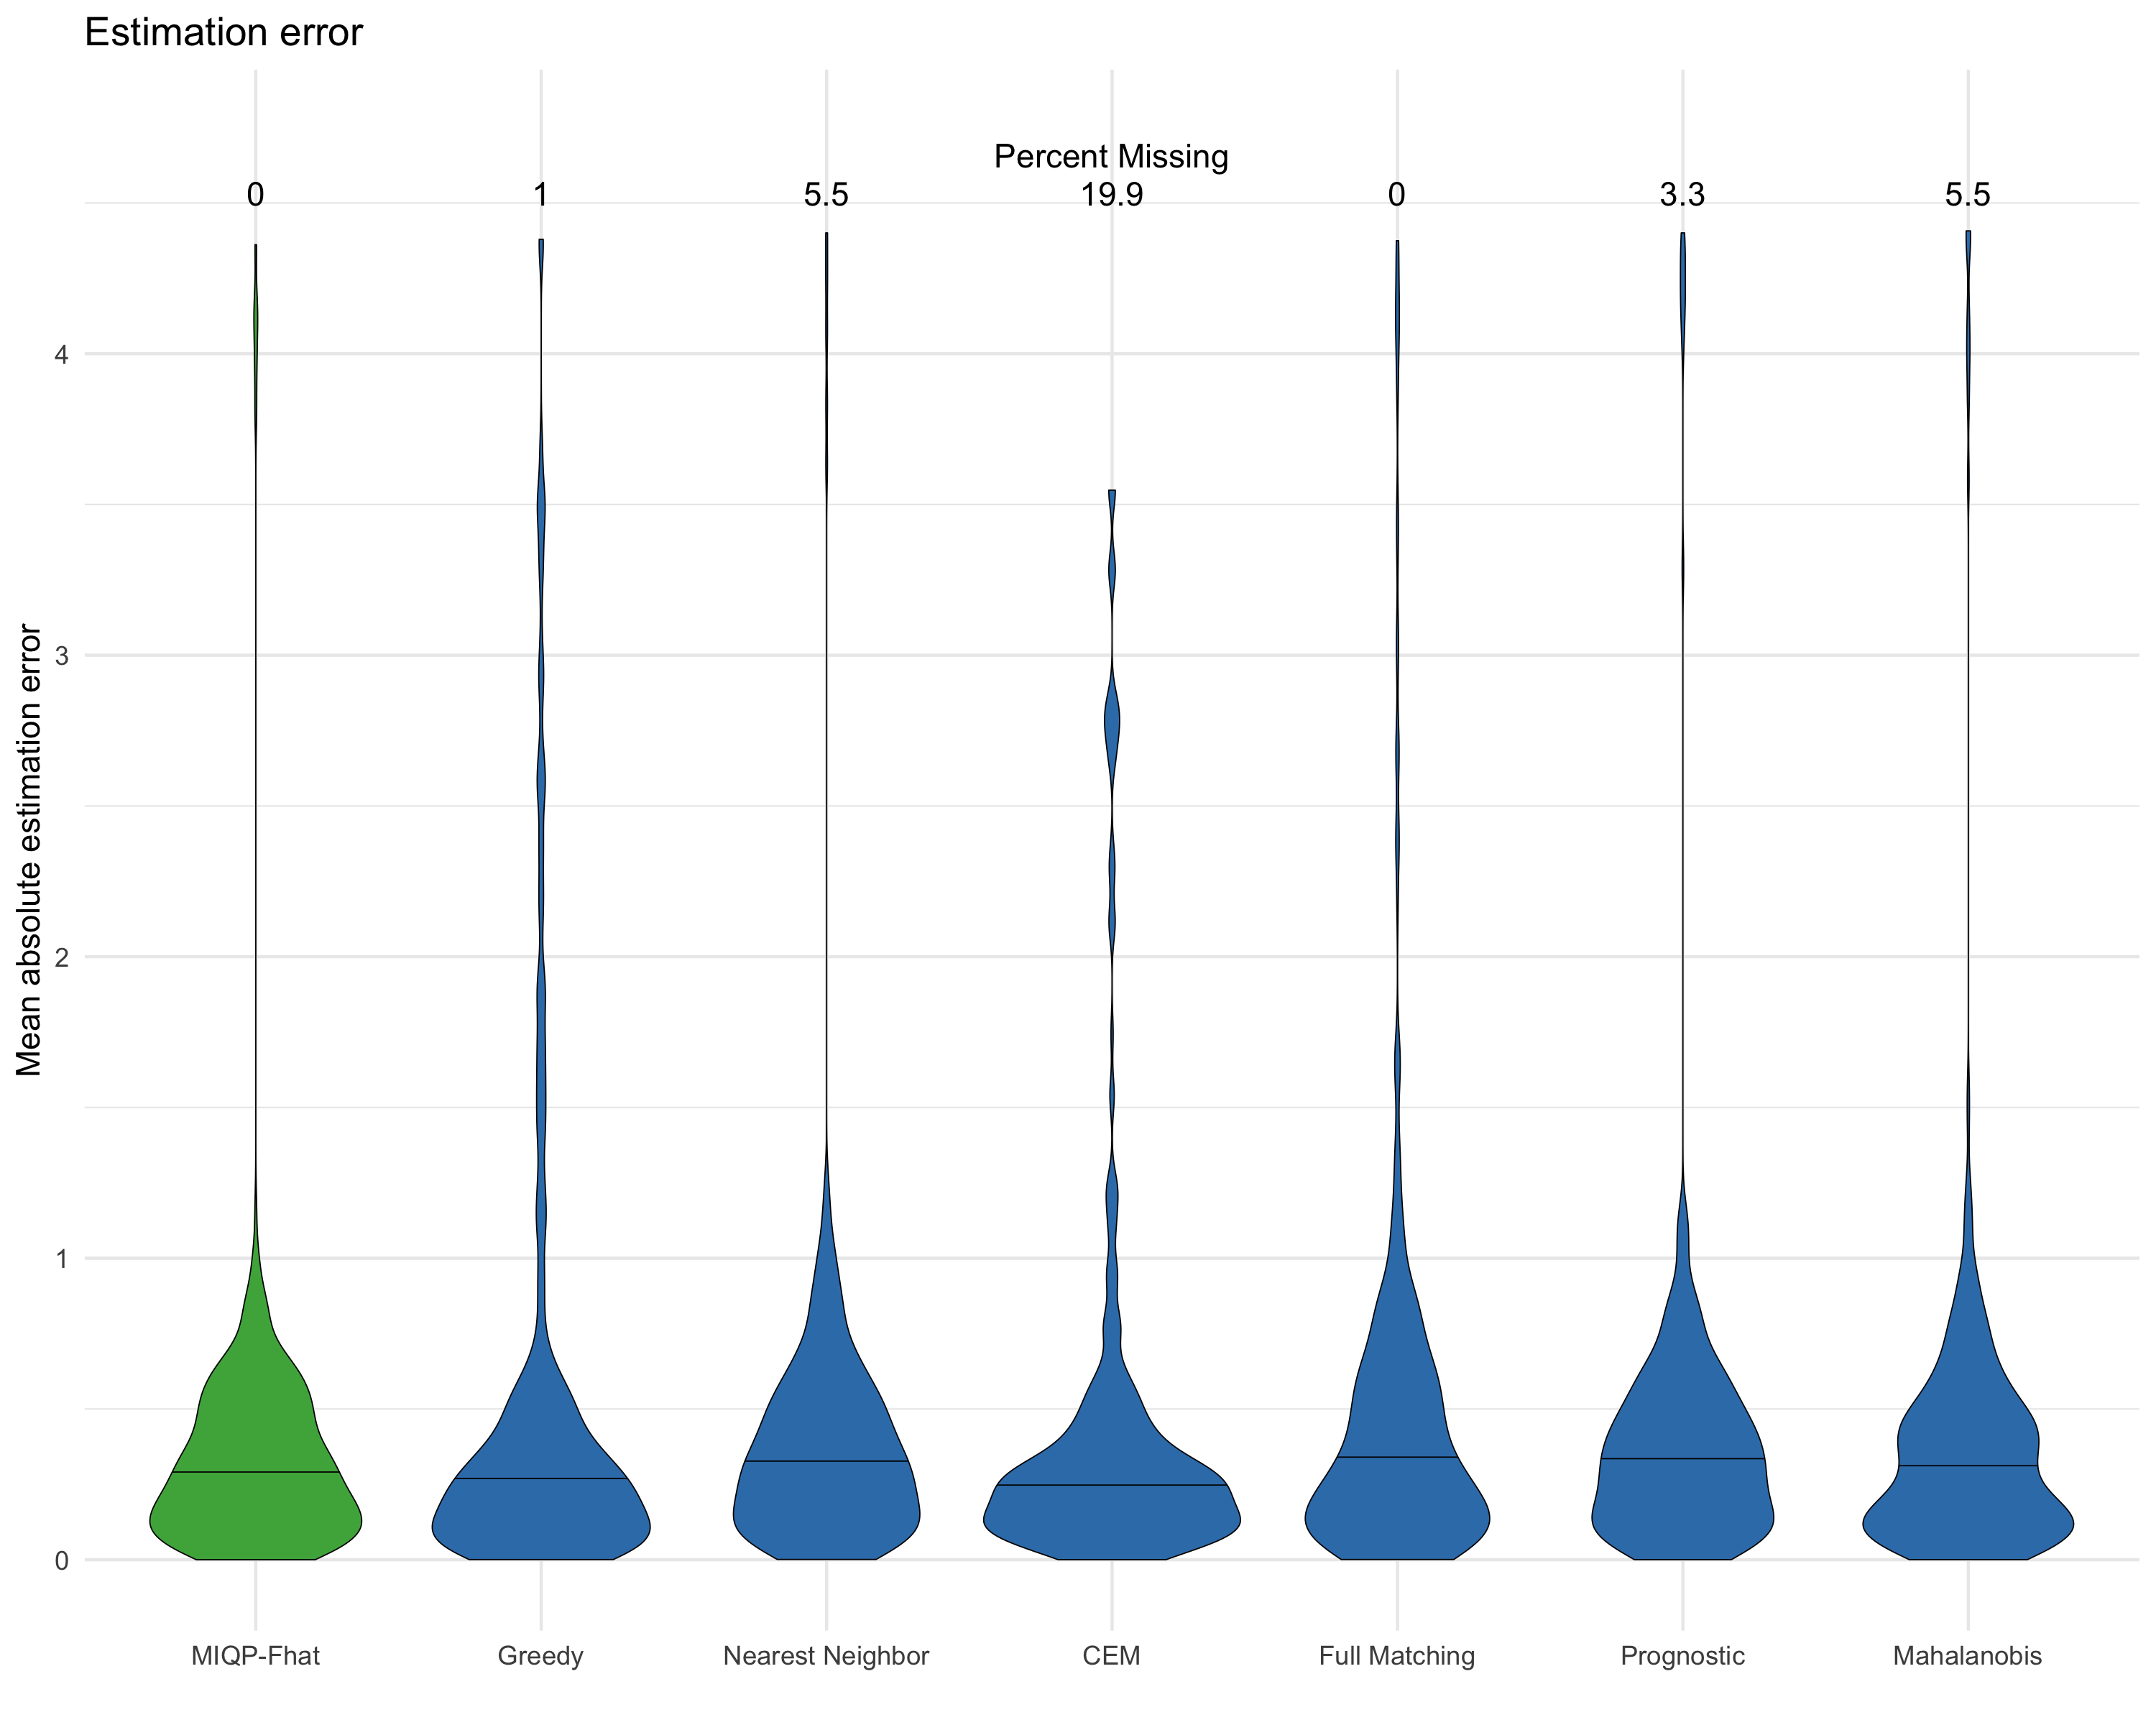 Estimation error
Percent Missing
0 1 5.5 19.9 0 3.3 5.5
Mean absolute estimation error
4
3
2
1
0
MIQP-Fhat Greedy Nearest Neighbor CEM Full Matching Prognostic Mahalanobis